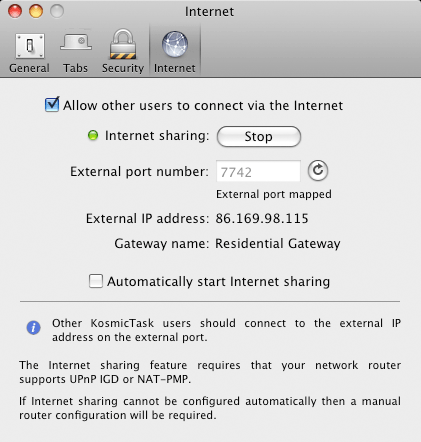 Internet
General Tabs Security Internet
Allow other users to connect via the Internet
Internet sharing: Stop
External port number: 7742
External port mapped
External IP address: 86.169.98.115
Gateway name: Residential Gateway
Automatically start Internet sharing
Other KosmicTask users should connect to the external IP
address on the external port.
The Internet sharing feature requires that your network router
supports UPnP IGD or NAT-PMP.
If Internet sharing cannot be configured automatically then a manual
router configuration will be required.